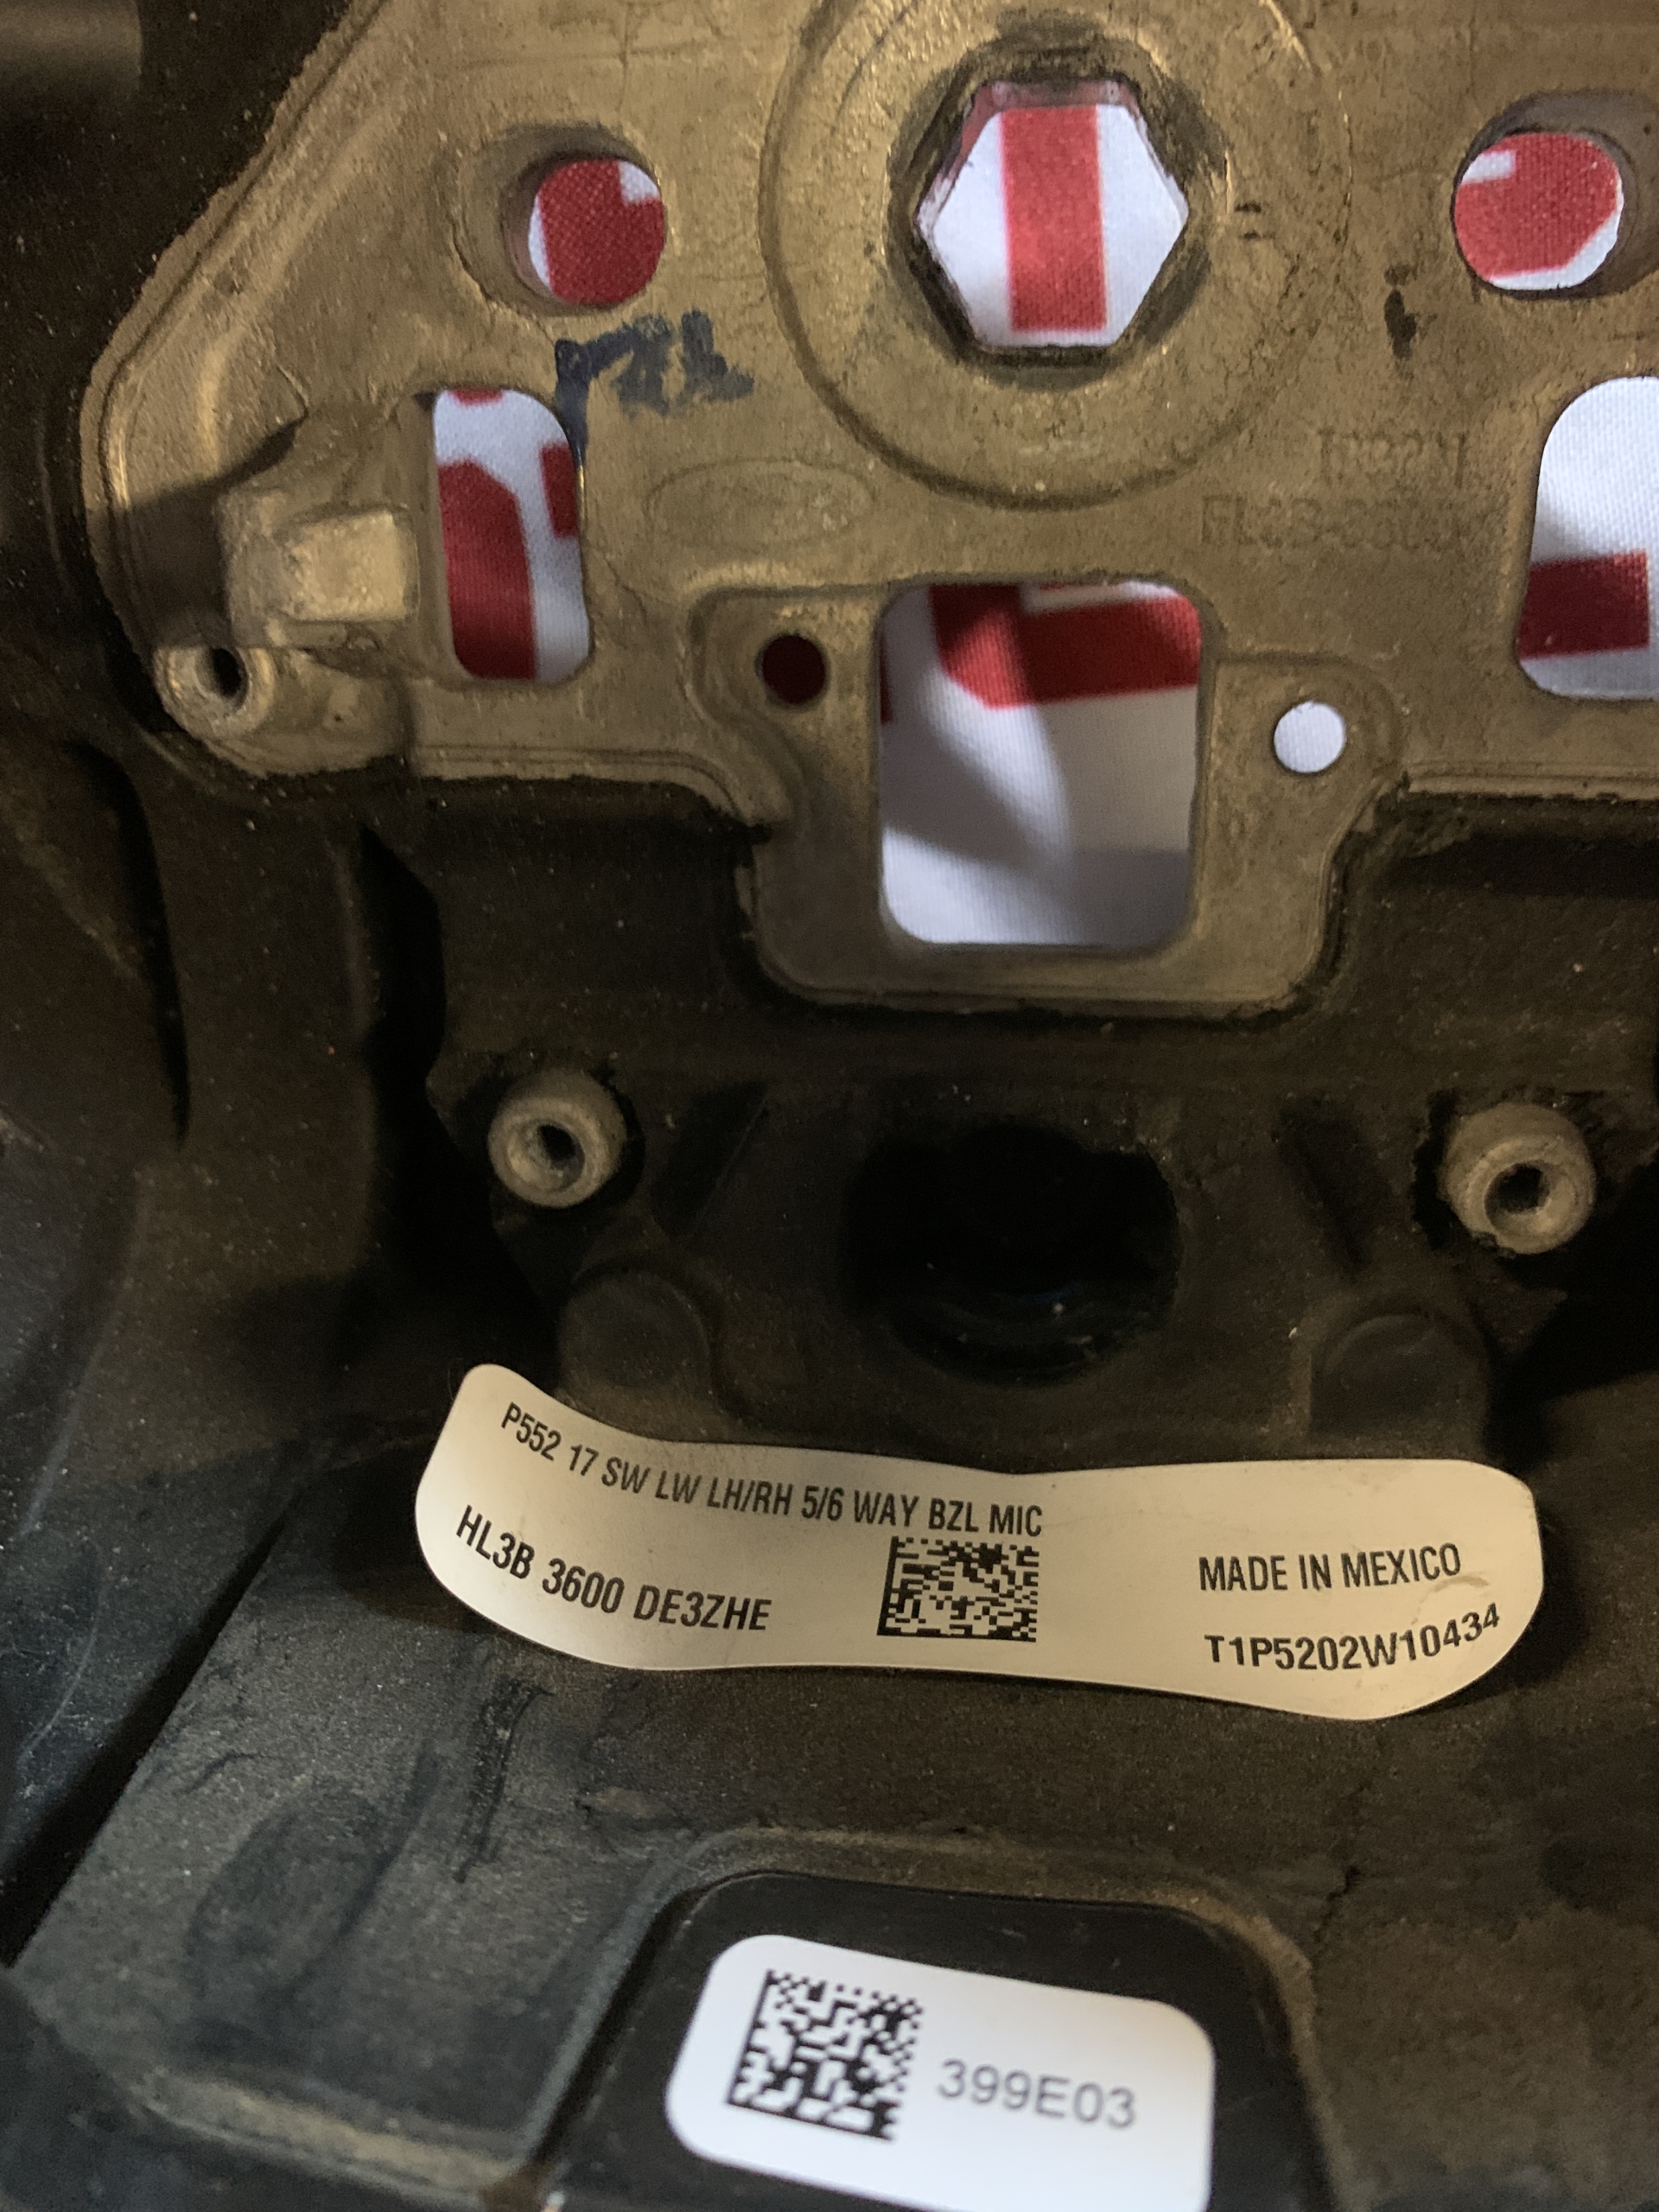 P552 17 SW LW LH/RH 5/6 WAY BZL MIC
HL3B 3600 DE3ZHE
MADE IN MEXICO
T1P5202W10434
399E03